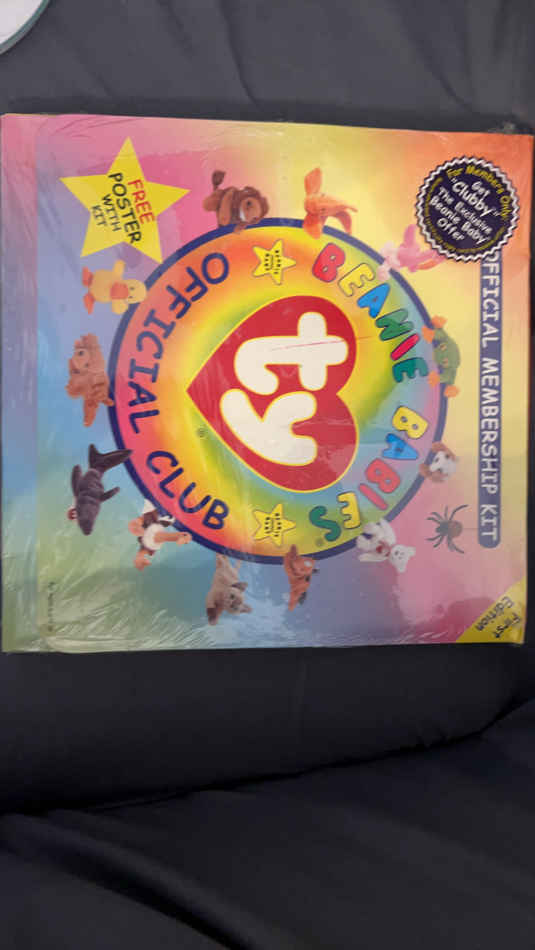 For Members Only:
Get
"Clubby"
The Exclusive
Beanie Baby
Offer
OFFICIAL MEMBERSHIP KIT
First
Edition
BEANIE BABIES
ty
OFFICIAL CLUB
FREE
POSTER
WITH
KIT